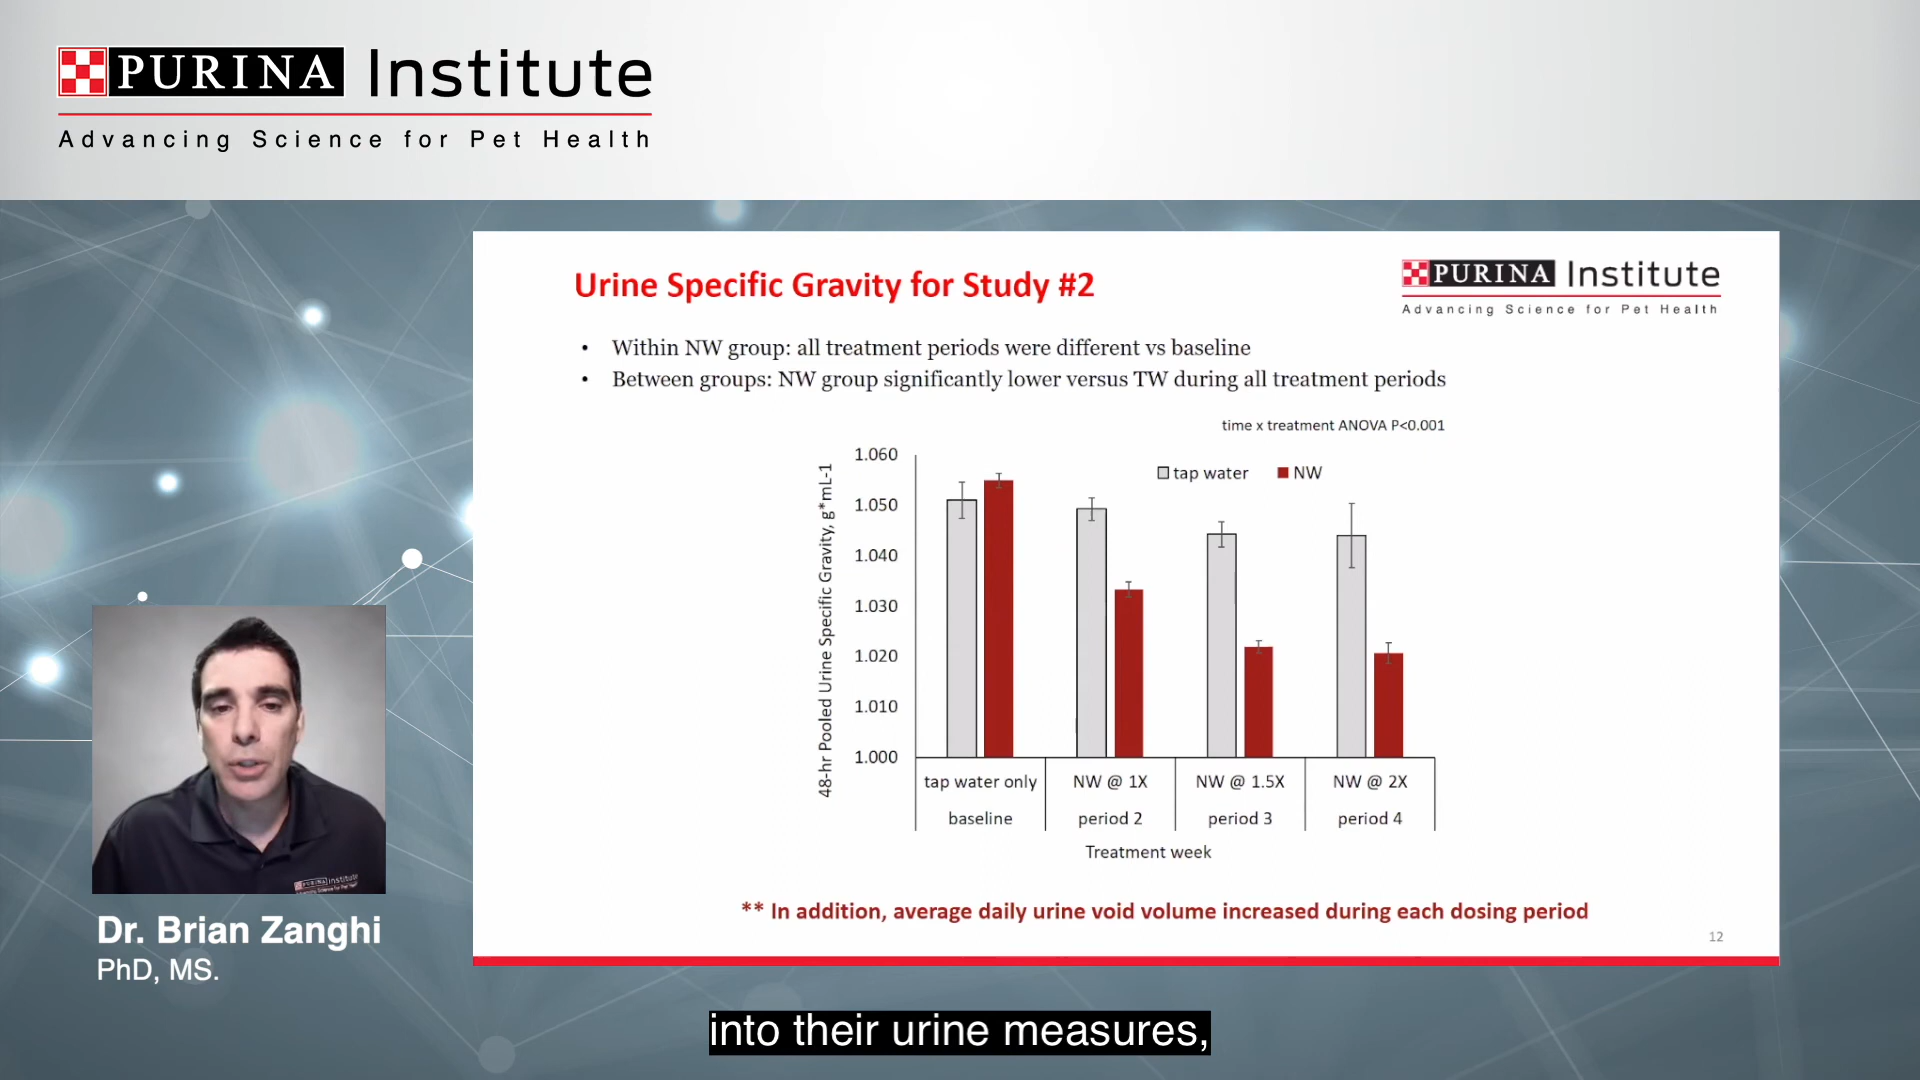 PURINA Institute
Advancing Science for Pet Health
Urine Specific Gravity for Study #2
PURINA Institute
Advancing Science for Pet Health
• Within NW group: all treatment periods were different vs baseline
• Between groups: NW group significantly lower versus TW during all treatment periods
time x treatment ANOVA P<0.001
tap water NW
48-hr Pooled Urine Specific Gravity, g*mL-1
1.060
1.050
1.040
1.030
1.020
1.010
1.000
tap water only NW @ 1X NW @ 1.5X NW @ 2X
baseline period 2 period 3 period 4
Treatment week
** In addition, average daily urine void volume increased during each dosing period
12
PURINA Institute
Dr. Brian Zanghi
PhD, MS.
into their urine measures,